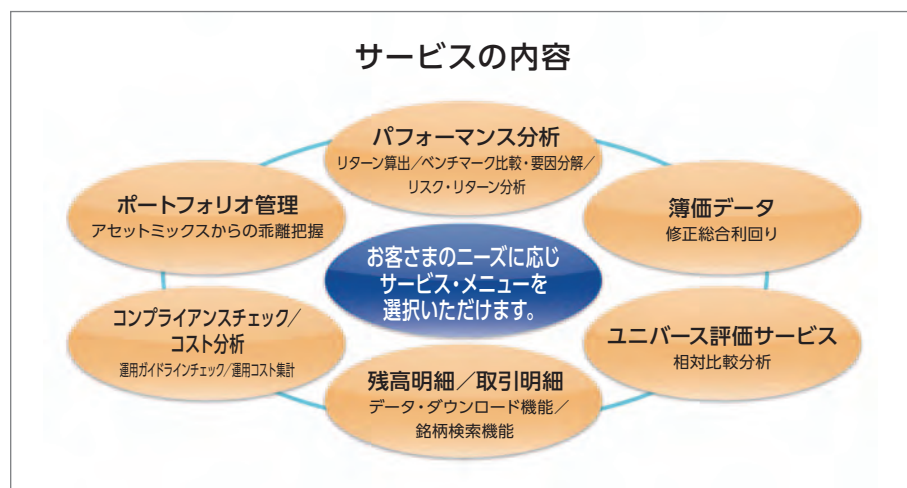 サービスの内容
パフォーマンス分析
リターン算出／ベンチマーク比較・要因分解／
リスク・リターン分析
ポートフォリオ管理
アセットミックスからの乖離把握
簿価データ
修正総合利回り
お客さまのニーズに応じ
サービス・メニューを
選択いただけます。
コンプライアンスチェック／
コスト分析
運用ガイドラインチェック／運用コスト集計
ユニバース評価サービス
相対比較分析
残高明細／取引明細
データ・ダウンロード機能／
銘柄検索機能